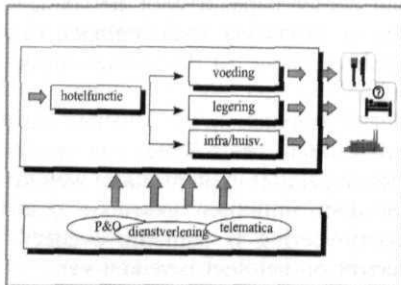 voeding
hotelfunctie
legering
infra/huisv.
?
P&O
dienstverlening
telematica